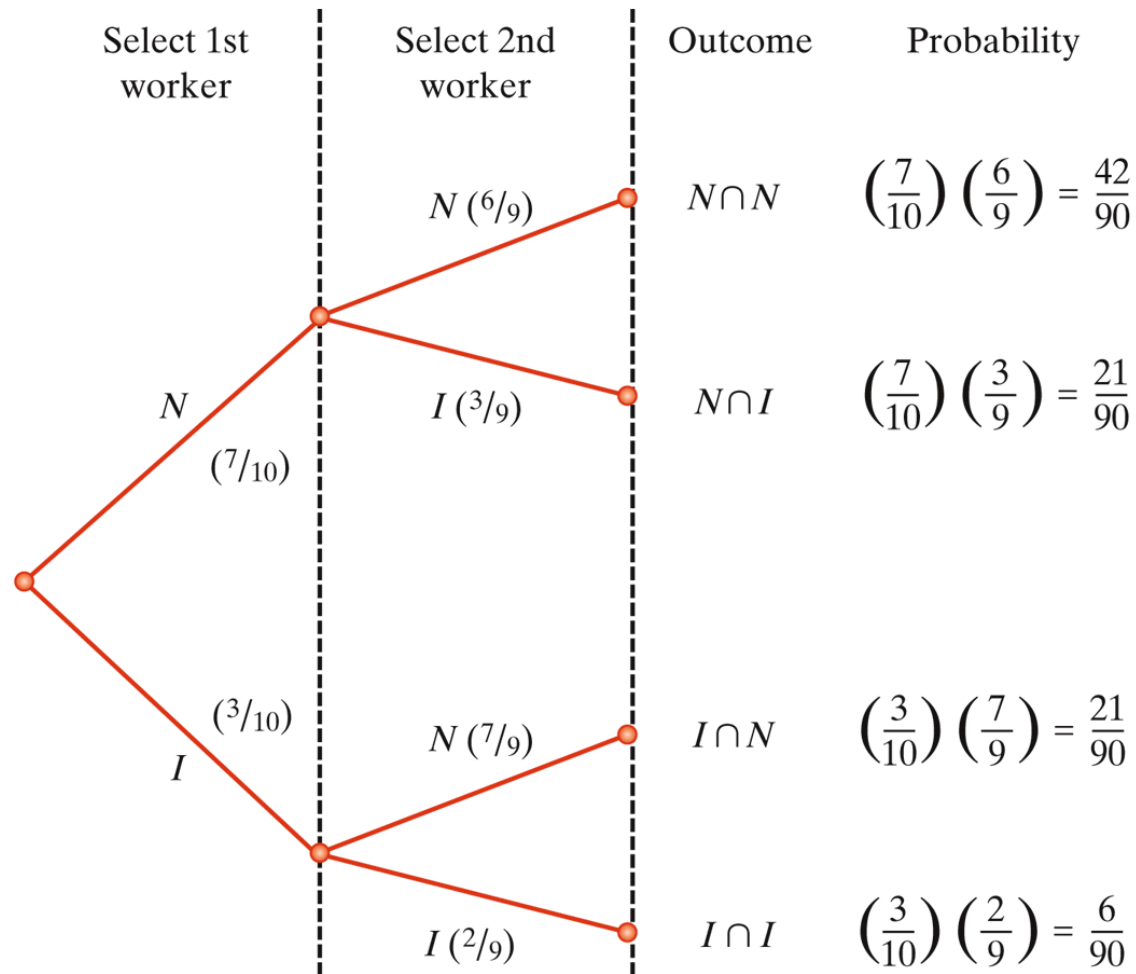 Select 1st worker
Select 2nd worker
Outcome
Probability
N (6/9)
N∩N
(7/10) (6/9) = 42/90
N
(7/10)
I (3/9)
N∩I
(7/10) (3/9) = 21/90
(3/10)
I
N (7/9)
I∩N
(3/10) (7/9) = 21/90
I (2/9)
I∩I
(3/10) (2/9) = 6/90